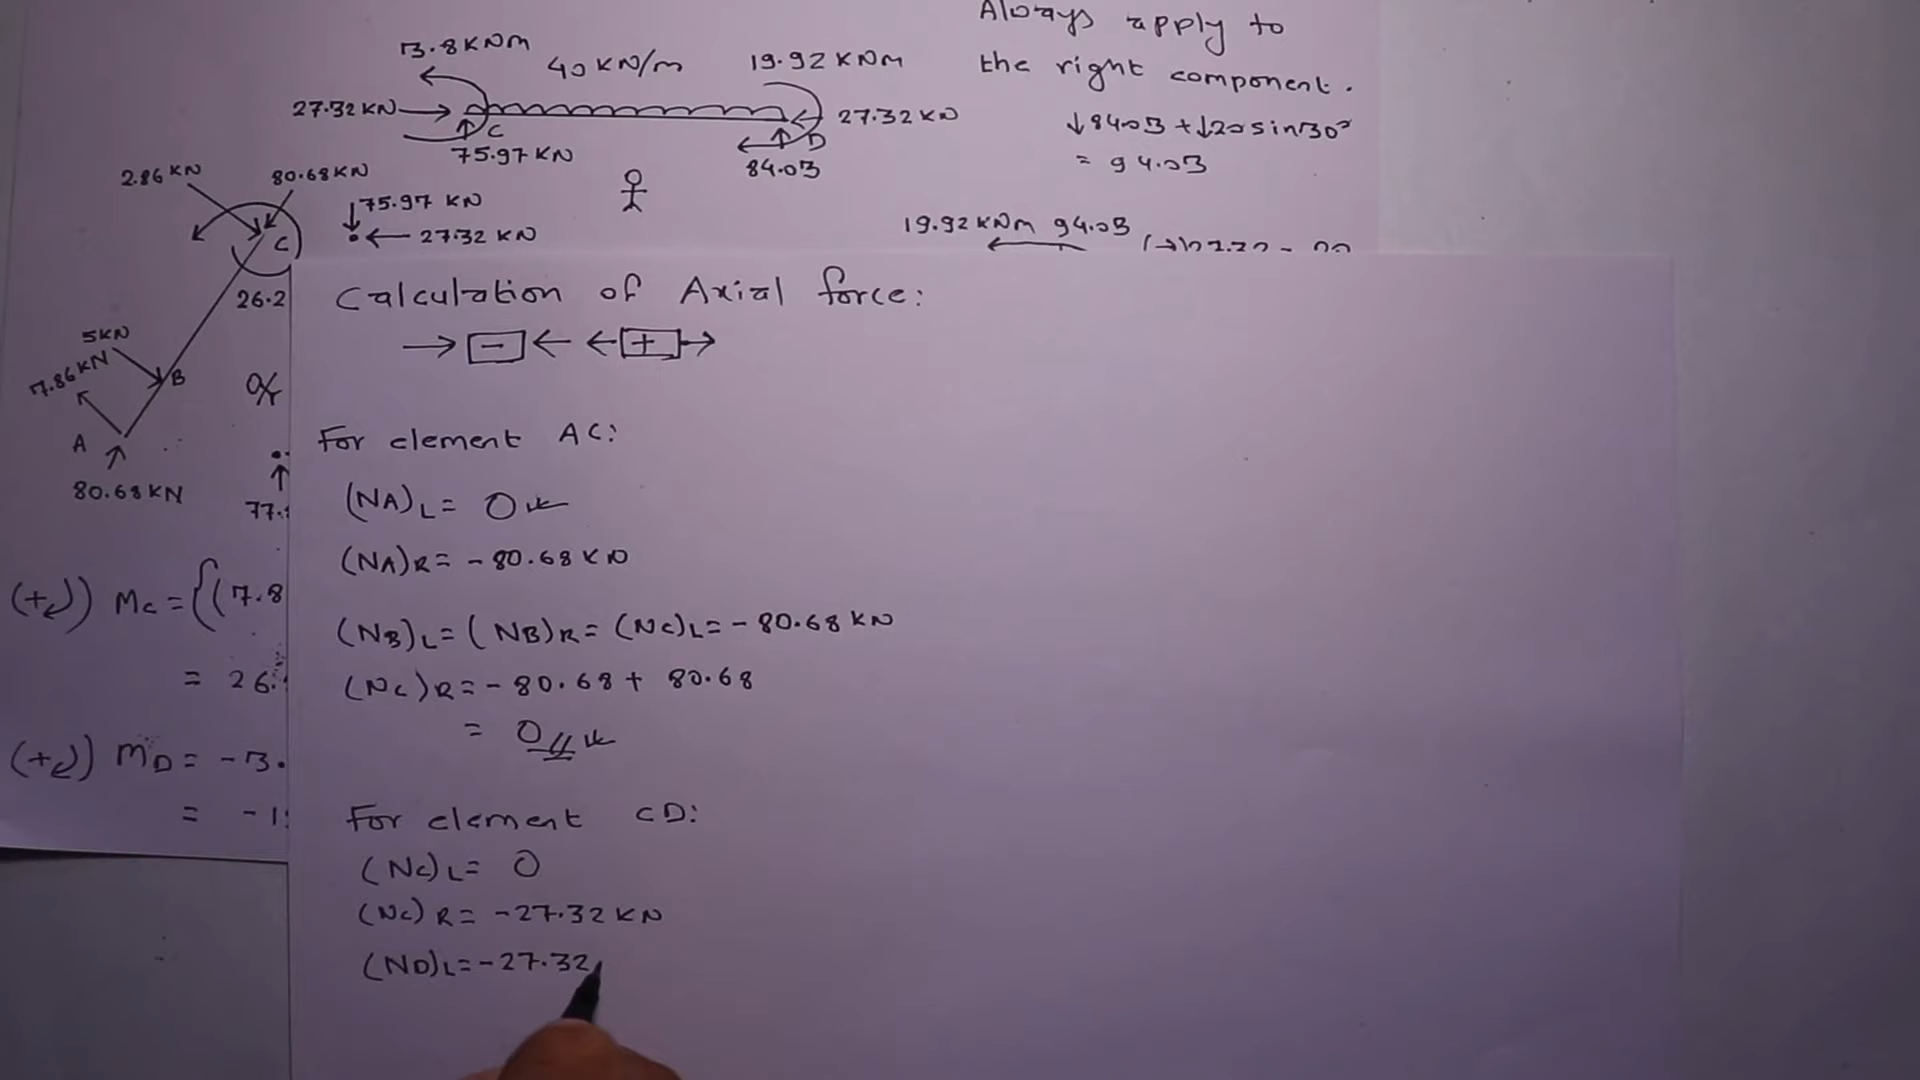 Always apply to
the right component.
↓84.03 + ↓20 sin30°
= 94.03
3.8 KNm
40 KN/m
19.92 KNm
27.32 KN
27.32 KN
C
D
75.97 KN
84.03
2.86 KN
80.68 KN
↓75.97 KN
← 27.32 KN
C
26.2
5KN
7.86 KN
B
A
80.68 KN
77.
19.92 KNm 94.03
(+↻) Mc = {(7.8
= 26.
(+↻) MD = -3.
= -1
Calculation of Axial force:
→ [-] ← ← [+] →
For element AC:
(NA)L = 0
(NA)R = - 80.68 KN
(NB)L = (NB)R = (NC)L = - 80.68 KN
(NC)R = - 80.68 + 80.68
= 0
For element CD:
(NC)L = 0
(NC)R = -27.32 KN
(ND)L = -27.32